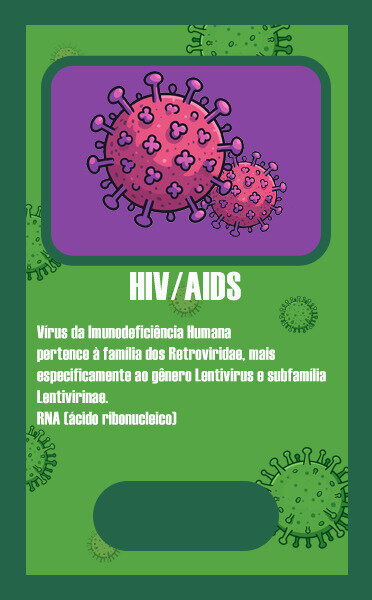 HIV/AIDS
Vírus da Imunodeficiência Humana
pertence à família dos Retroviridae, mais
especificamente ao gênero Lentivirus e subfamília
Lentivirinae.
RNA (ácido ribonucleico)